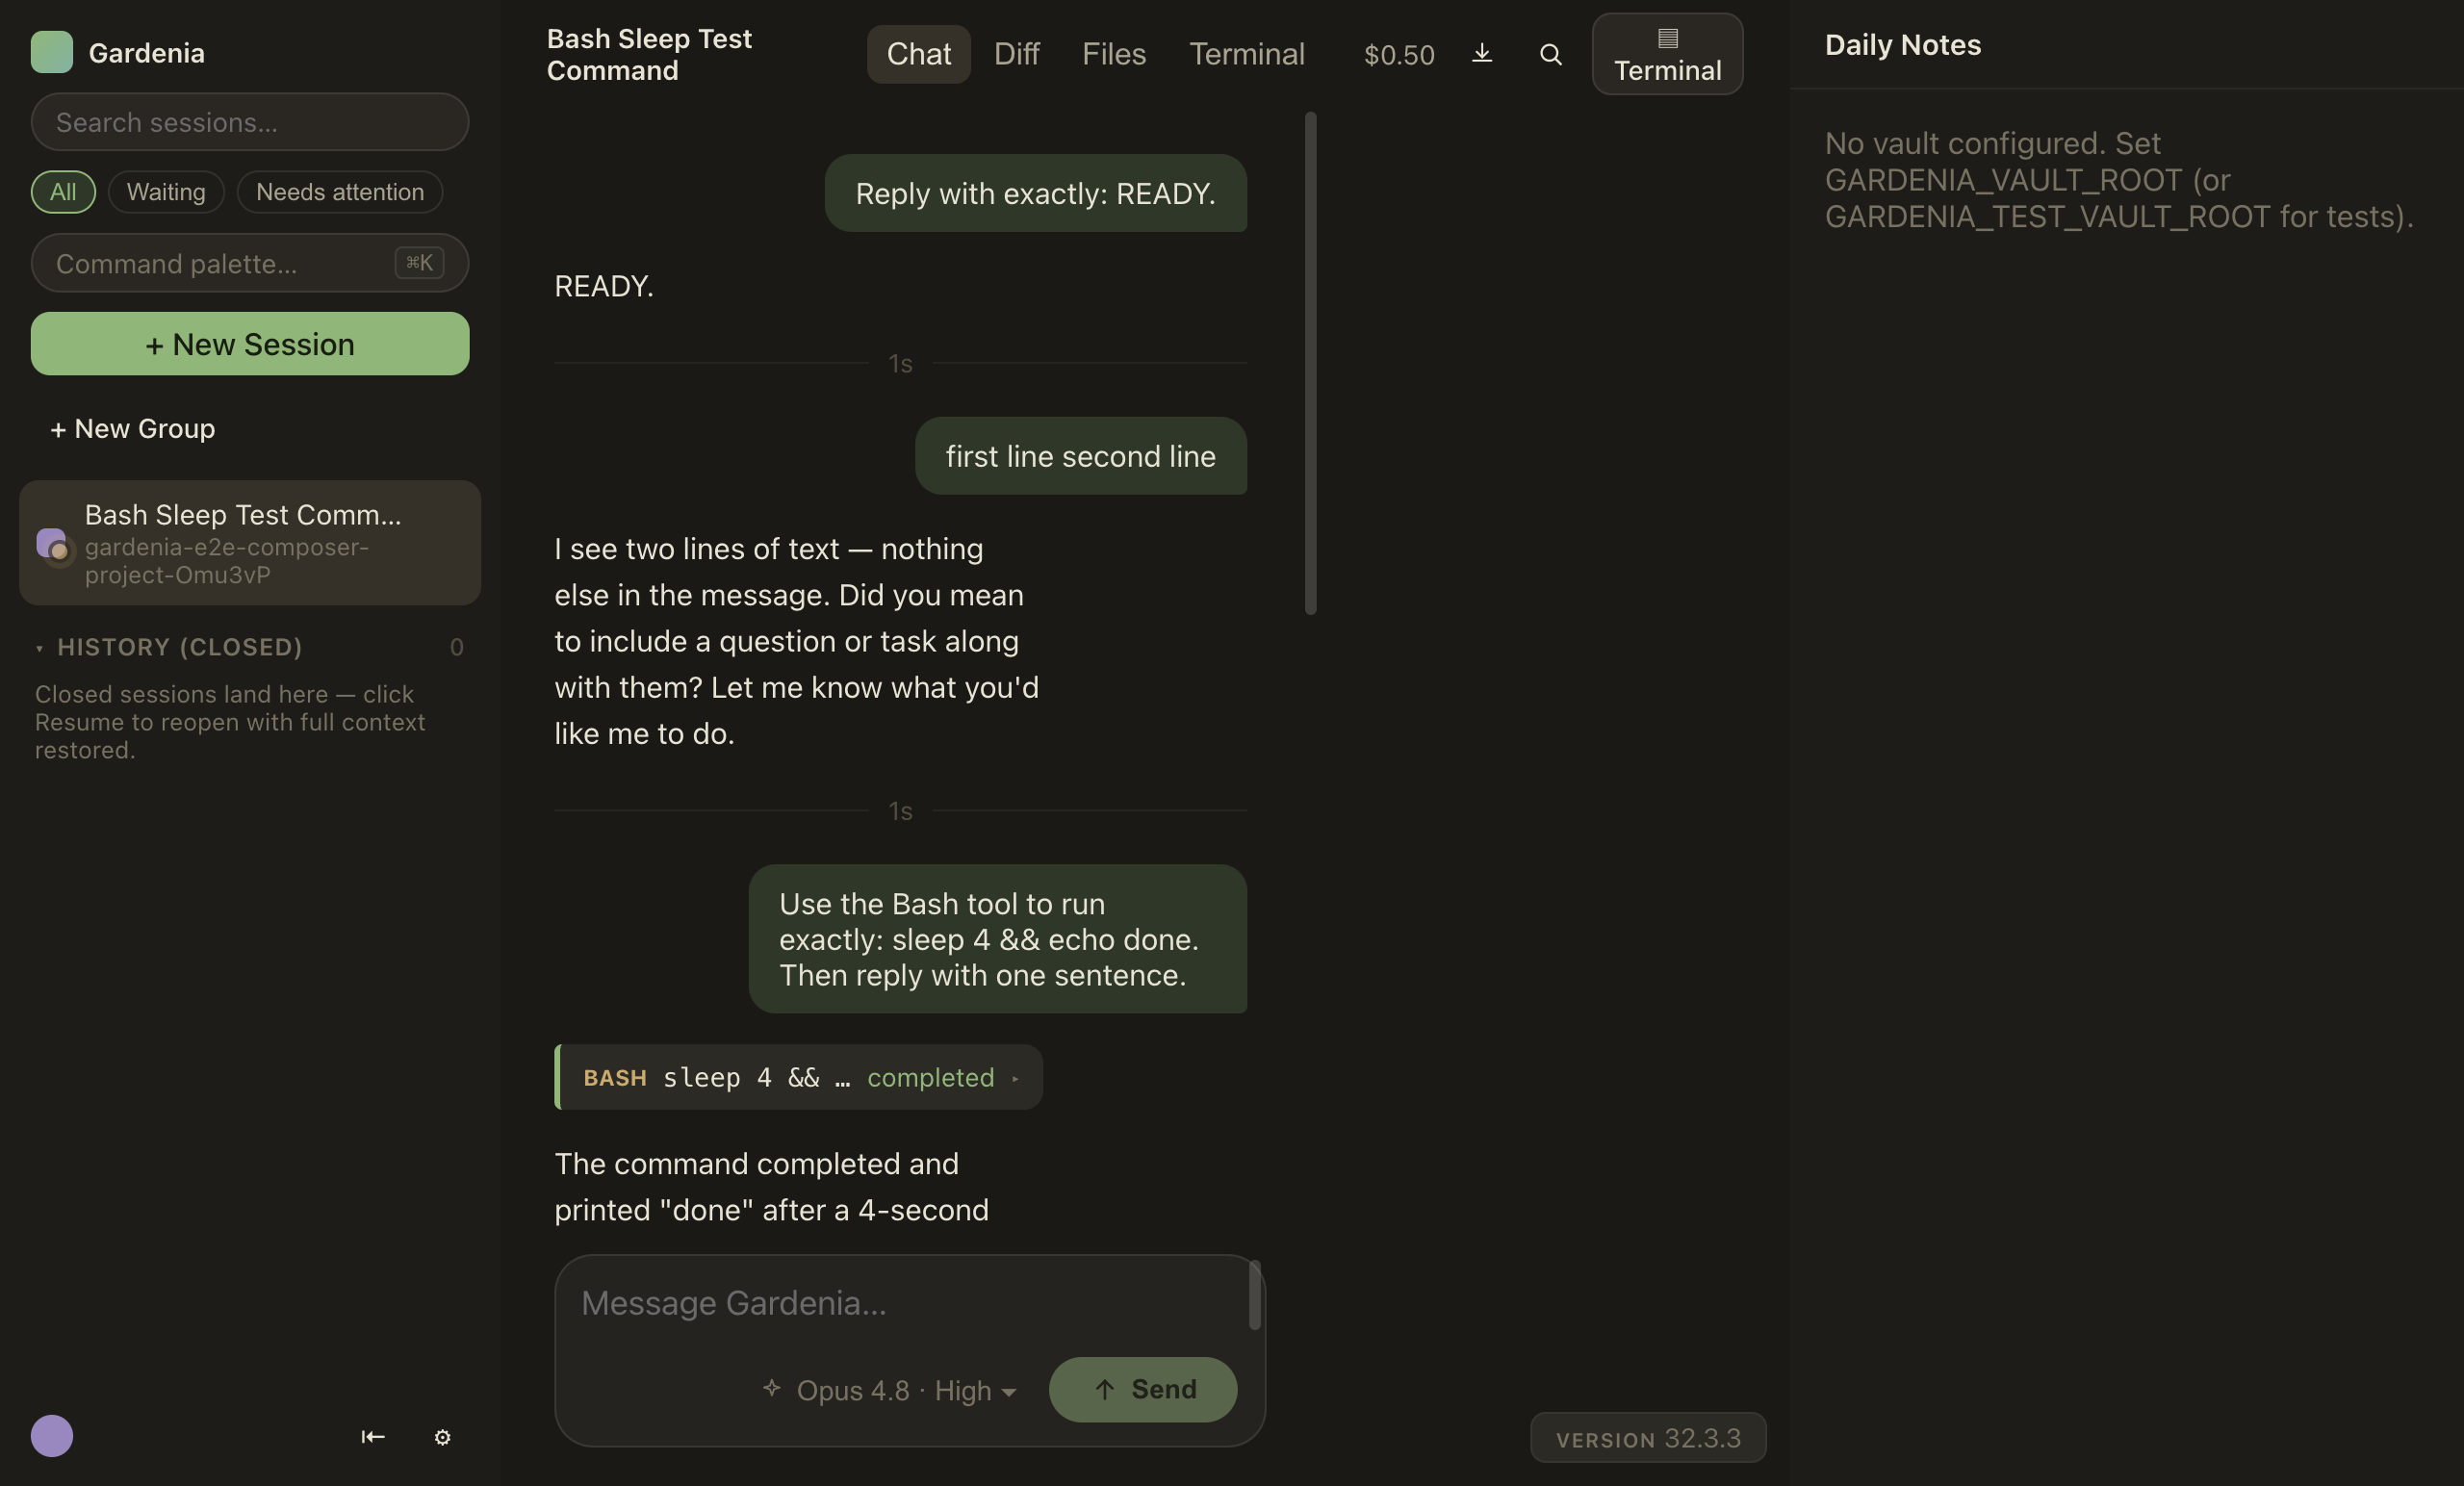 Gardenia
Search sessions...
All
Waiting
Needs attention
Command palette...
⌘K
+ New Session
+ New Group
Bash Sleep Test Comm...
gardenia-e2e-composer-
project-Omu3vP
HISTORY (CLOSED)
0
Closed sessions land here — click
Resume to reopen with full context
restored.
Bash Sleep Test
Command
Chat
Diff
Files
Terminal
$0.50
Terminal
Reply with exactly: READY.
READY.
1s
first line second line
I see two lines of text — nothing
else in the message. Did you mean
to include a question or task along
with them? Let me know what you'd
like me to do.
1s
Use the Bash tool to run
exactly: sleep 4 && echo done.
Then reply with one sentence.
BASH sleep 4 && … completed
The command completed and
printed "done" after a 4-second
Message Gardenia...
Opus 4.8 · High
Send
VERSION 32.3.3
Daily Notes
No vault configured. Set
GARDENIA_VAULT_ROOT (or
GARDENIA_TEST_VAULT_ROOT for tests).